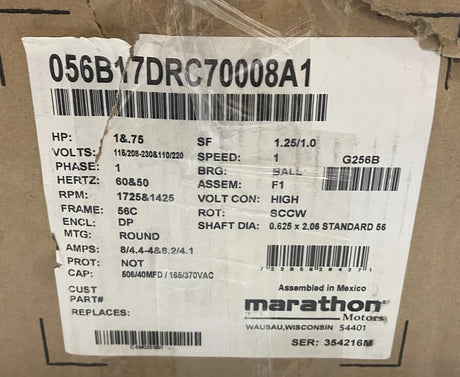 056B17DRC70008A1
HP: 1&.75 SF 1.25/1.0
VOLTS: 115/208-230&110/220 SPEED: 1 G256B
PHASE: 1 BRG: BALL
HERTZ: 60&50 ASSEM: F1
RPM: 1725&1425 VOLT CON: HIGH
FRAME: 56C ROT: SCCW
ENCL: DP SHAFT DIA: 0.625 x 2.06 STANDARD 56
MTG: ROUND
AMPS: 8/4.4-4&8.2/4.1
PROT: NOT
CAP: 506/40MFD / 165/370VAC
CUST
PART#
REPLACES:
Assembled in Mexico
marathon
Motors
WAUSAU,WISCONSIN 54401
SER: 354216M